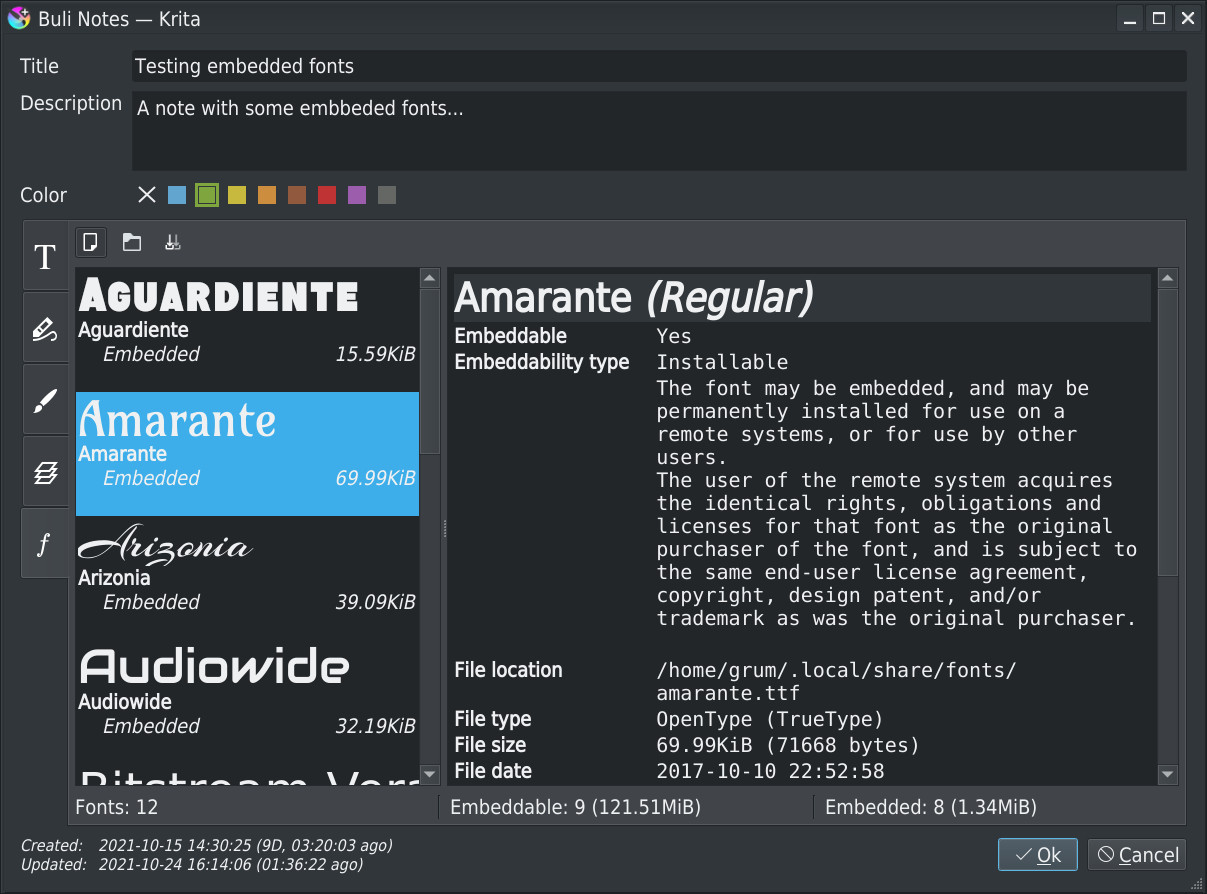 Buli Notes — Krita
Title
Testing embedded fonts
Description
A note with some embbeded fonts...
Color
T
f
Aguardiente
Aguardiente
Embedded 15.59KiB
Amarante
Amarante
Embedded 69.99KiB
Arizonia
Arizonia
Embedded 39.09KiB
Audiowide
Audiowide
Embedded 32.19KiB
Bitstream Vera
Amarante (Regular)
Embeddable Yes
Embeddability type Installable
The font may be embedded, and may be
permanently installed for use on a
remote systems, or for use by other
users.
The user of the remote system acquires
the identical rights, obligations and
licenses for that font as the original
purchaser of the font, and is subject to
the same end-user license agreement,
copyright, design patent, and/or
trademark as was the original purchaser.
File location /home/grum/.local/share/fonts/
amarante.ttf
File type OpenType (TrueType)
File size 69.99KiB (71668 bytes)
File date 2017-10-10 22:52:58
Fonts: 12
Embeddable: 9 (121.51MiB)
Embedded: 8 (1.34MiB)
Created: 2021-10-15 14:30:25 (9D, 03:20:03 ago)
Updated: 2021-10-24 16:14:06 (01:36:22 ago)
Ok
Cancel